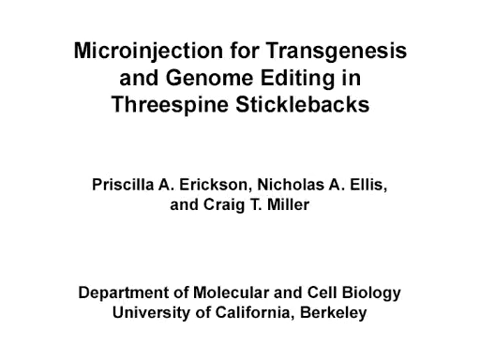 Microinjection for Transgenesis
and Genome Editing in
Threespine Sticklebacks
Priscilla A. Erickson, Nicholas A. Ellis,
and Craig T. Miller
Department of Molecular and Cell Biology
University of California, Berkeley